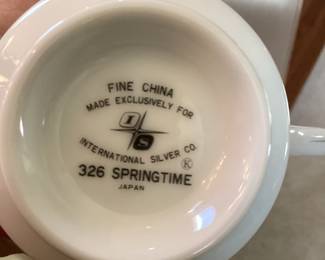 FINE CHINA
MADE EXCLUSIVELY FOR
I S
INTERNATIONAL SILVER CO.
K
326 SPRINGTIME
JAPAN